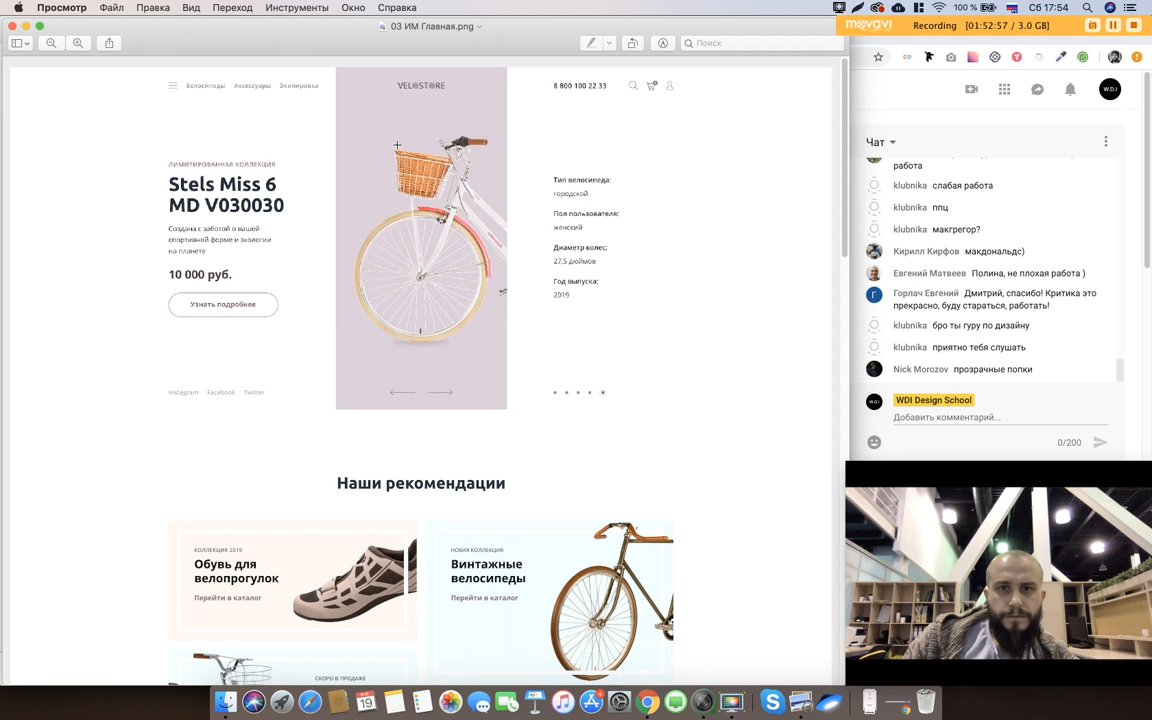 Просмотр Файл Правка Вид Переход Инструменты Окно Справка
100 % Сб 17:54
03 ИМ Главная.png
movavi Recording [01:52:57 / 3.0 GB]
Поиск
Велосипеды Аксессуары Экипировка
VELOSTORE
8 800 100 22 33
ЛИМИТИРОВАННАЯ КОЛЛЕКЦИЯ
Stels Miss 6
MD V030030
Создана с заботой о вашей
спортивной форме и экологии
на планете
10 000 руб.
Узнать подробнее
Тип велосипеда:
городской
Пол пользователя:
женский
Диаметр колес:
27,5 дюймов
Год выпуска:
2019
Instagram Facebook Twitter
Наши рекомендации
КОЛЛЕКЦИЯ 2019
Обувь для
велопрогулок
Перейти в каталог
НОВАЯ КОЛЛЕКЦИЯ
Винтажные
велосипеды
Перейти в каталог
СКОРО В ПРОДАЖЕ
W.D.I
Чат
работа
klubnika слабая работа
klubnika ппц
klubnika макгрегор?
Кирилл Кирфов макдональдс)
Евгений Матвеев Полина, не плохая работа )
Г
Горлач Евгений Дмитрий, спасибо! Критика это
прекрасно, буду стараться, работать!
klubnika бро ты гуру по дизайну
klubnika приятно тебя слушать
Nick Morozov прозрачные попки
W.D.I
WDI Design School
Добавить комментарий...
0/200
19